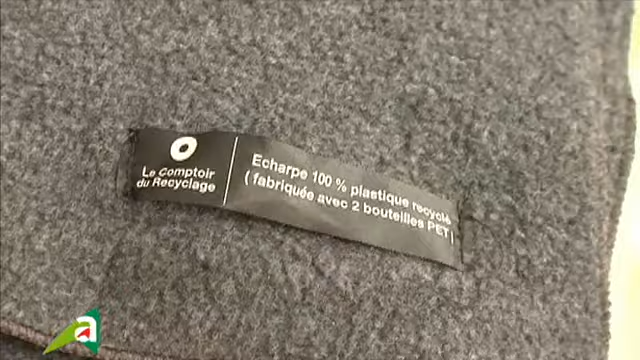 Le Comptoir
du Recyclage
Echarpe 100 % plastique recyclé
( fabriquée avec 2 bouteilles PET)
a